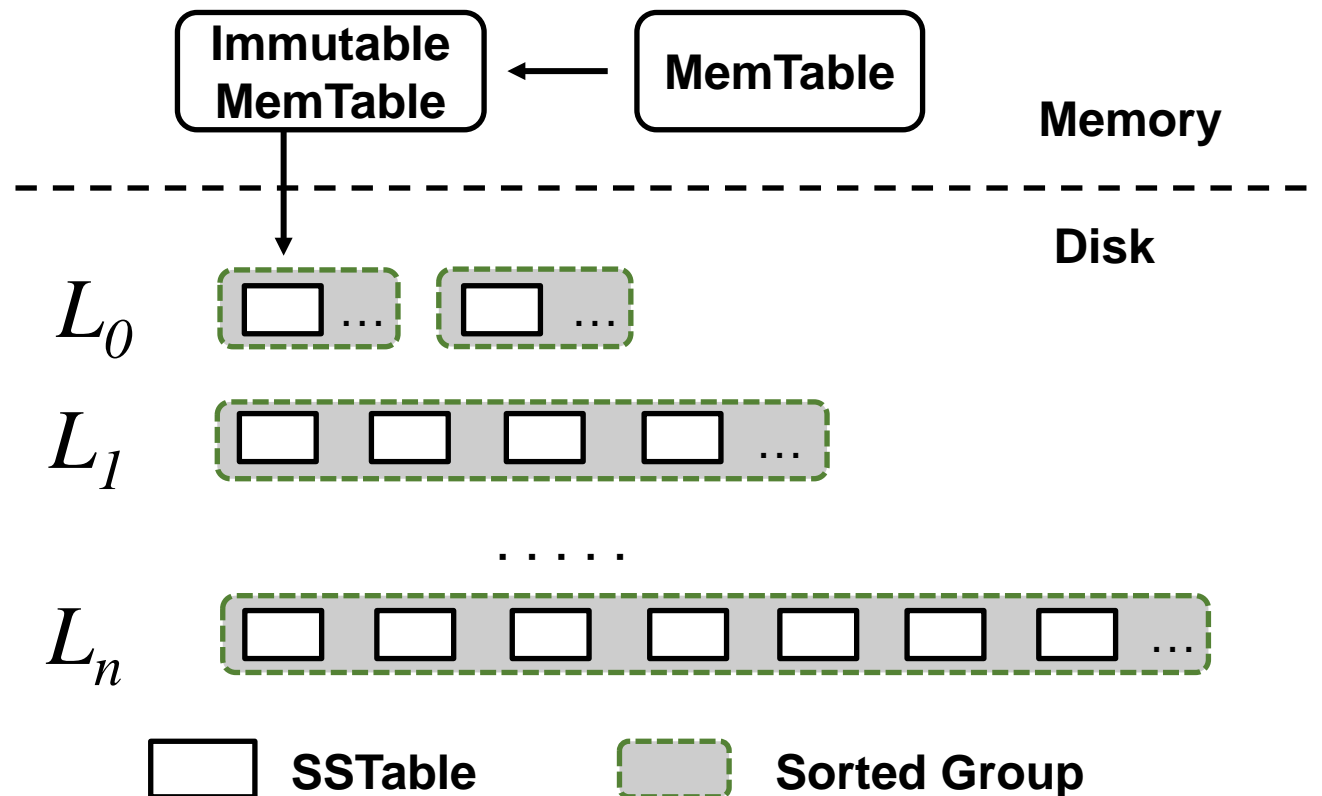 Immutable
MemTable
MemTable
Memory
Disk
L0
... ...
L1
...
.....
Ln
...
SSTable
Sorted Group